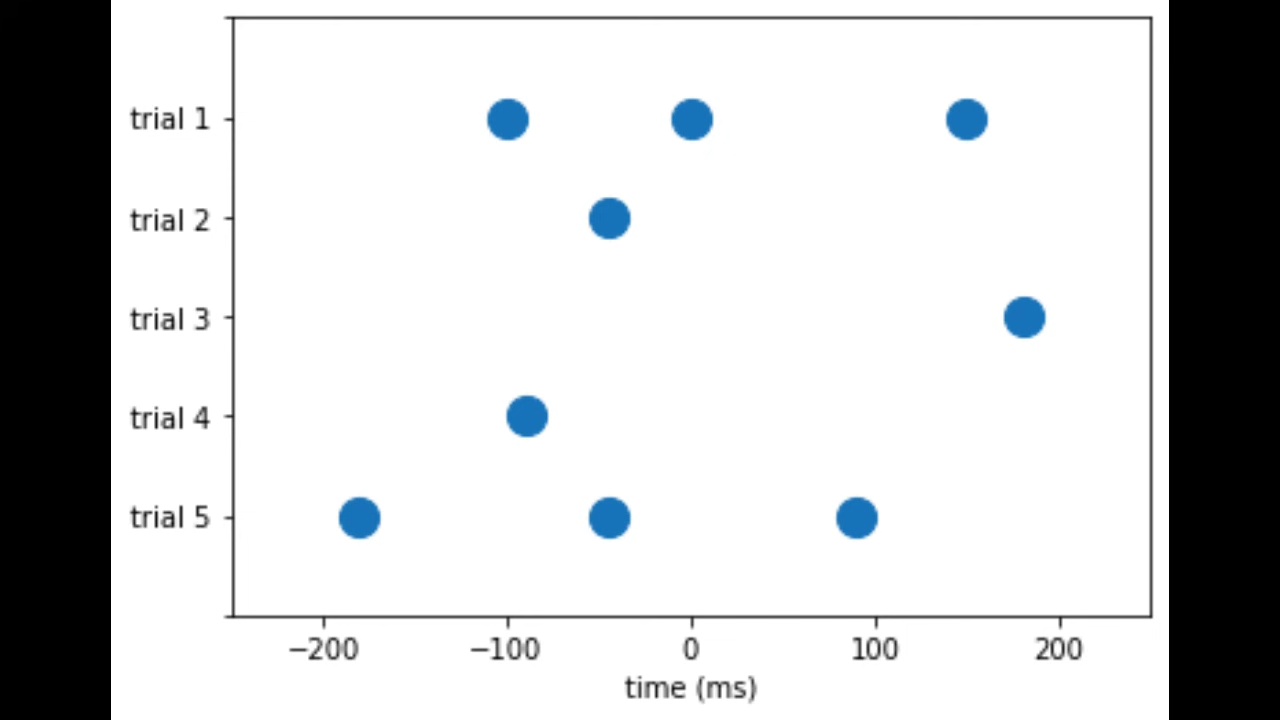 trial 1
trial 2
trial 3
trial 4
trial 5
−200 −100 0 100 200
time (ms)